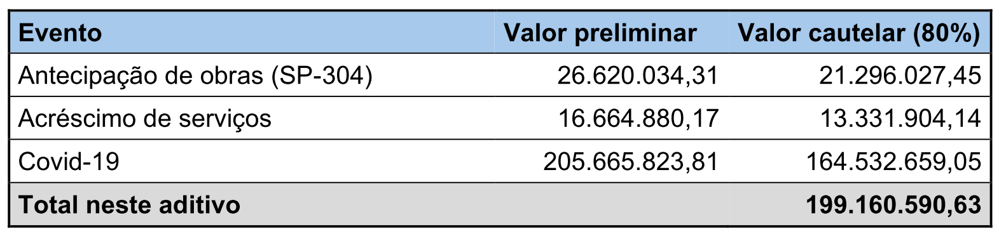 Evento Valor preliminar Valor cautelar (80%)
Antecipação de obras (SP-304) 26.620.034,31 21.296.027,45
Acréscimo de serviços 16.664.880,17 13.331.904,14
Covid-19 205.665.823,81 164.532.659,05
Total neste aditivo 199.160.590,63